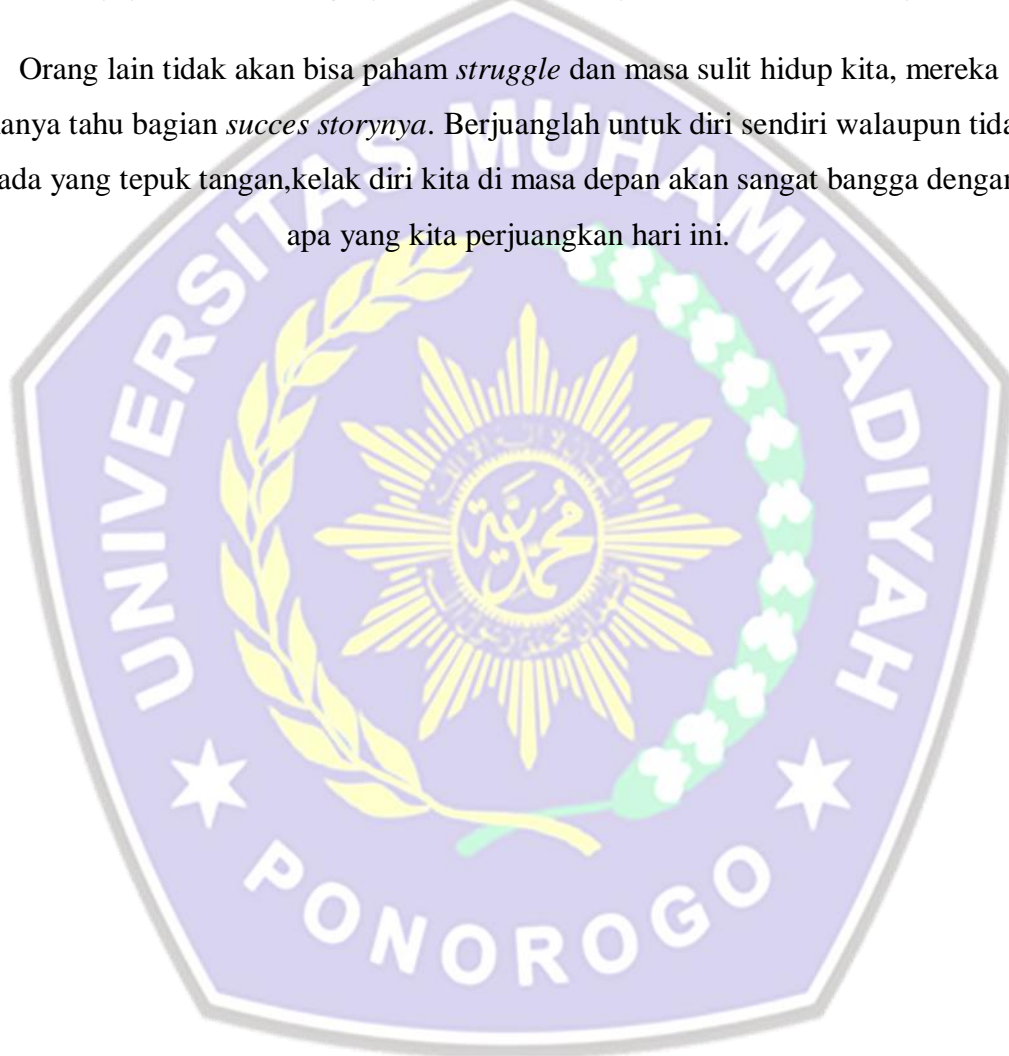 Orang lain tidak akan bisa paham struggle dan masa sulit hidup kita, mereka
anya tahu bagian succes storynya. Berjuanglah untuk diri sendiri walaupun tida
ada yang tepuk tangan,kelak diri kita di masa depan akan sangat bangga dengan
apa yang kita perjuangkan hari ini.
UNIVERSITAS MUHAMMADIYAH
محمدية
PONOROGO